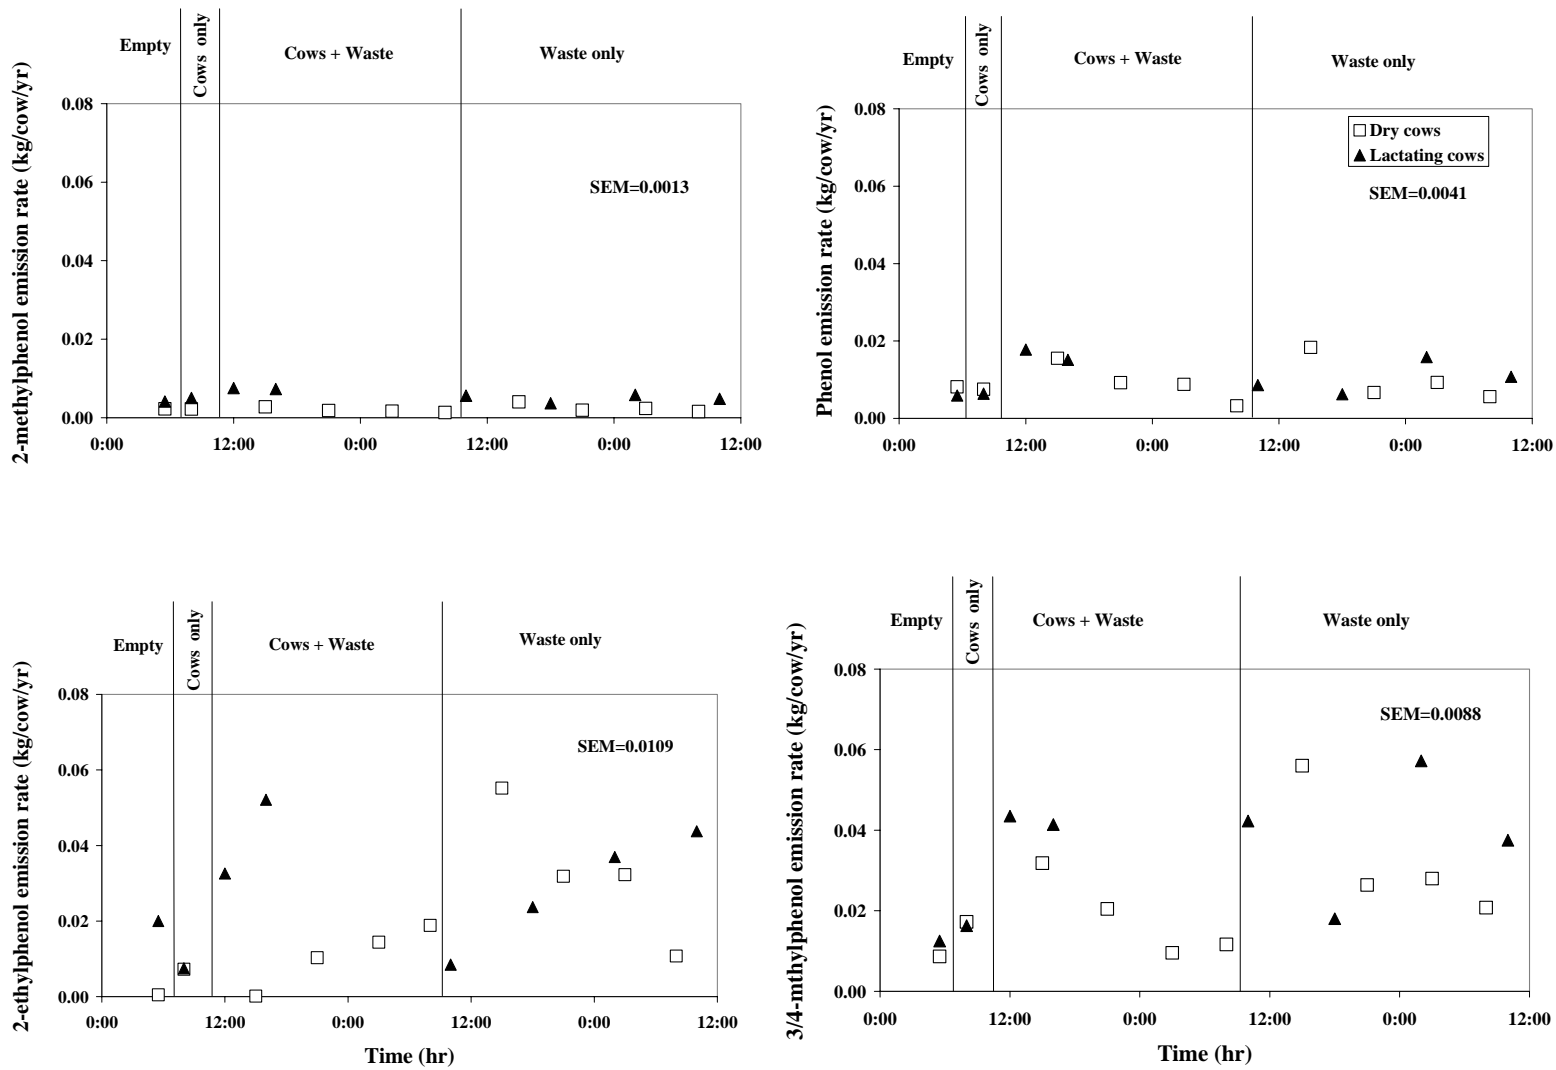 Empty
Cows only
Cows + Waste
Waste only
2-methylphenol emission rate (kg/cow/yr)
0.08
0.06
0.04
0.02
0.00
SEM=0.0013
0:00 12:00 0:00 12:00 0:00 12:00
Empty
Cows only
Cows + Waste
Waste only
Phenol emission rate (kg/cow/yr)
0.08
0.06
0.04
0.02
0.00
Dry cows
Lactating cows
SEM=0.0041
0:00 12:00 0:00 12:00 0:00 12:00
Empty
Cows only
Cows + Waste
Waste only
2-ethylphenol emission rate (kg/cow/yr)
0.08
0.06
0.04
0.02
0.00
SEM=0.0109
0:00 12:00 0:00 12:00 0:00 12:00
Time (hr)
Empty
Cows only
Cows + Waste
Waste only
3/4-mthylphenol emission rate (kg/cow/yr)
0.08
0.06
0.04
0.02
0.00
SEM=0.0088
0:00 12:00 0:00 12:00 0:00 12:00
Time (hr)